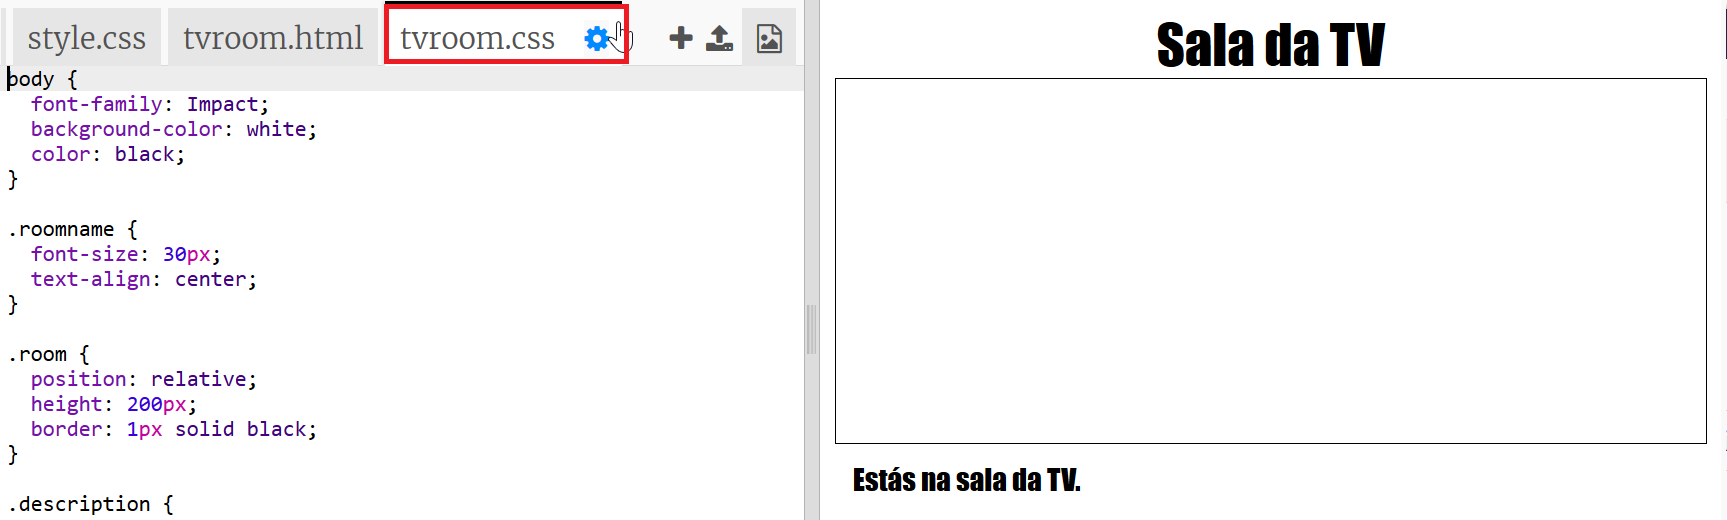 style.css tvroom.html tvroom.css
body {
font-family: Impact;
background-color: white;
color: black;
}
.roomname {
font-size: 30px;
text-align: center;
}
.room {
position: relative;
height: 200px;
border: 1px solid black;
}
.description {
Sala da TV
Estás na sala da TV.